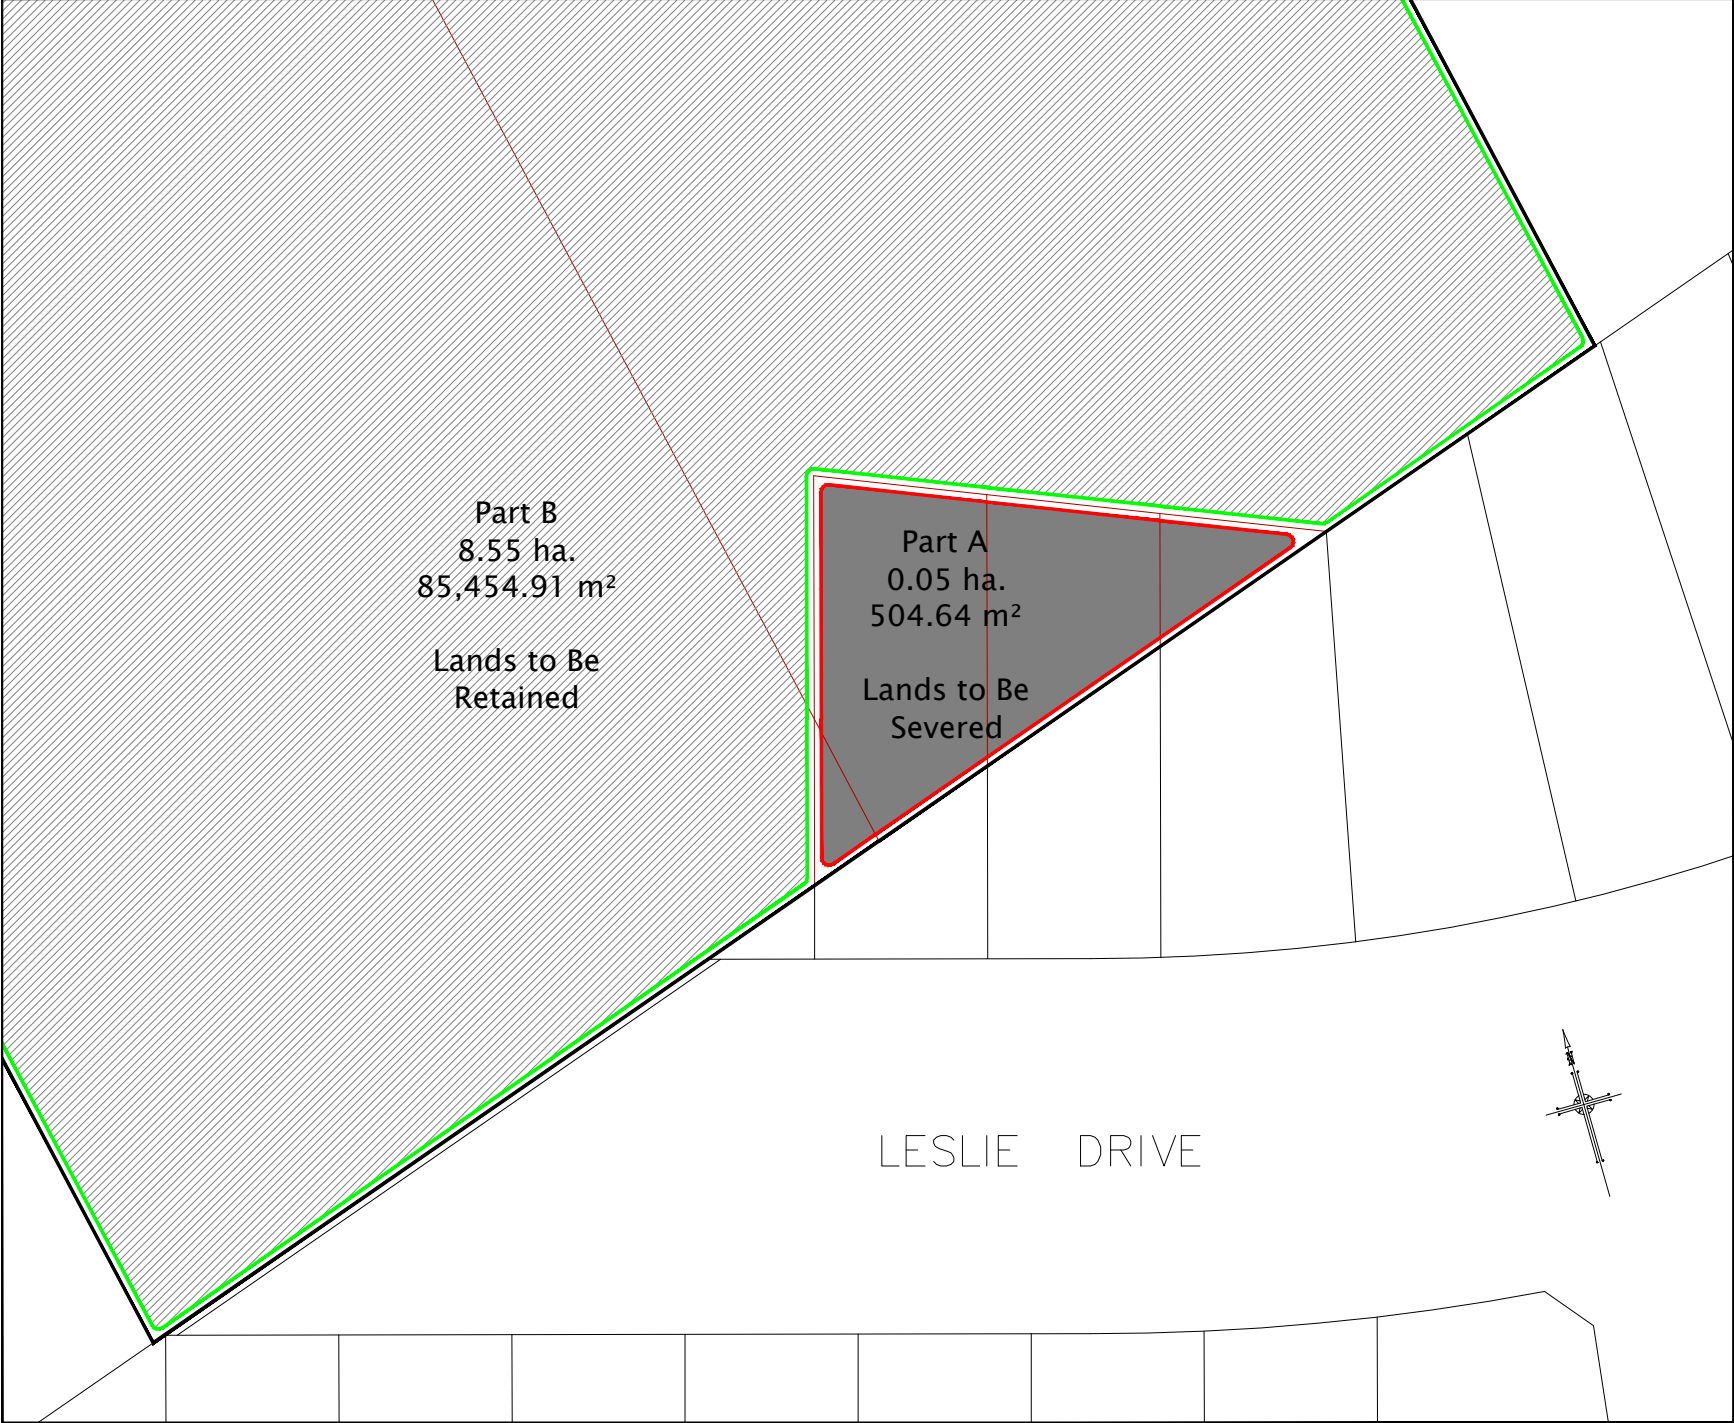 Part B
8.55 ha.
85,454.91 m²
Lands to Be
Retained
Part A
0.05 ha.
504.64 m²
Lands to Be
Severed
LESLIE DRIVE
N